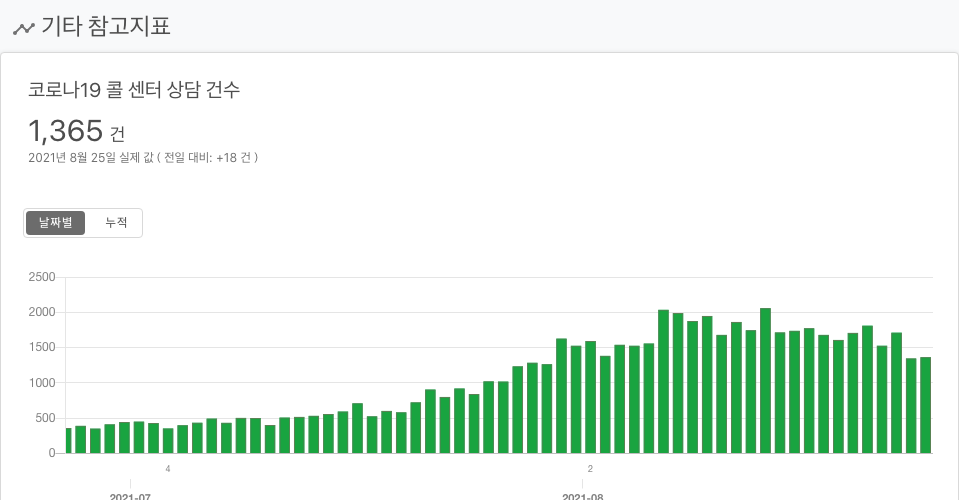 기타 참고지표
코로나19 콜 센터 상담 건수
1,365 건
2021년 8월 25일 실제 값 ( 전일 대비: +18 건 )
날짜별 누적
2500
2000
1500
1000
500
0
4 2
2021-07 2021-08